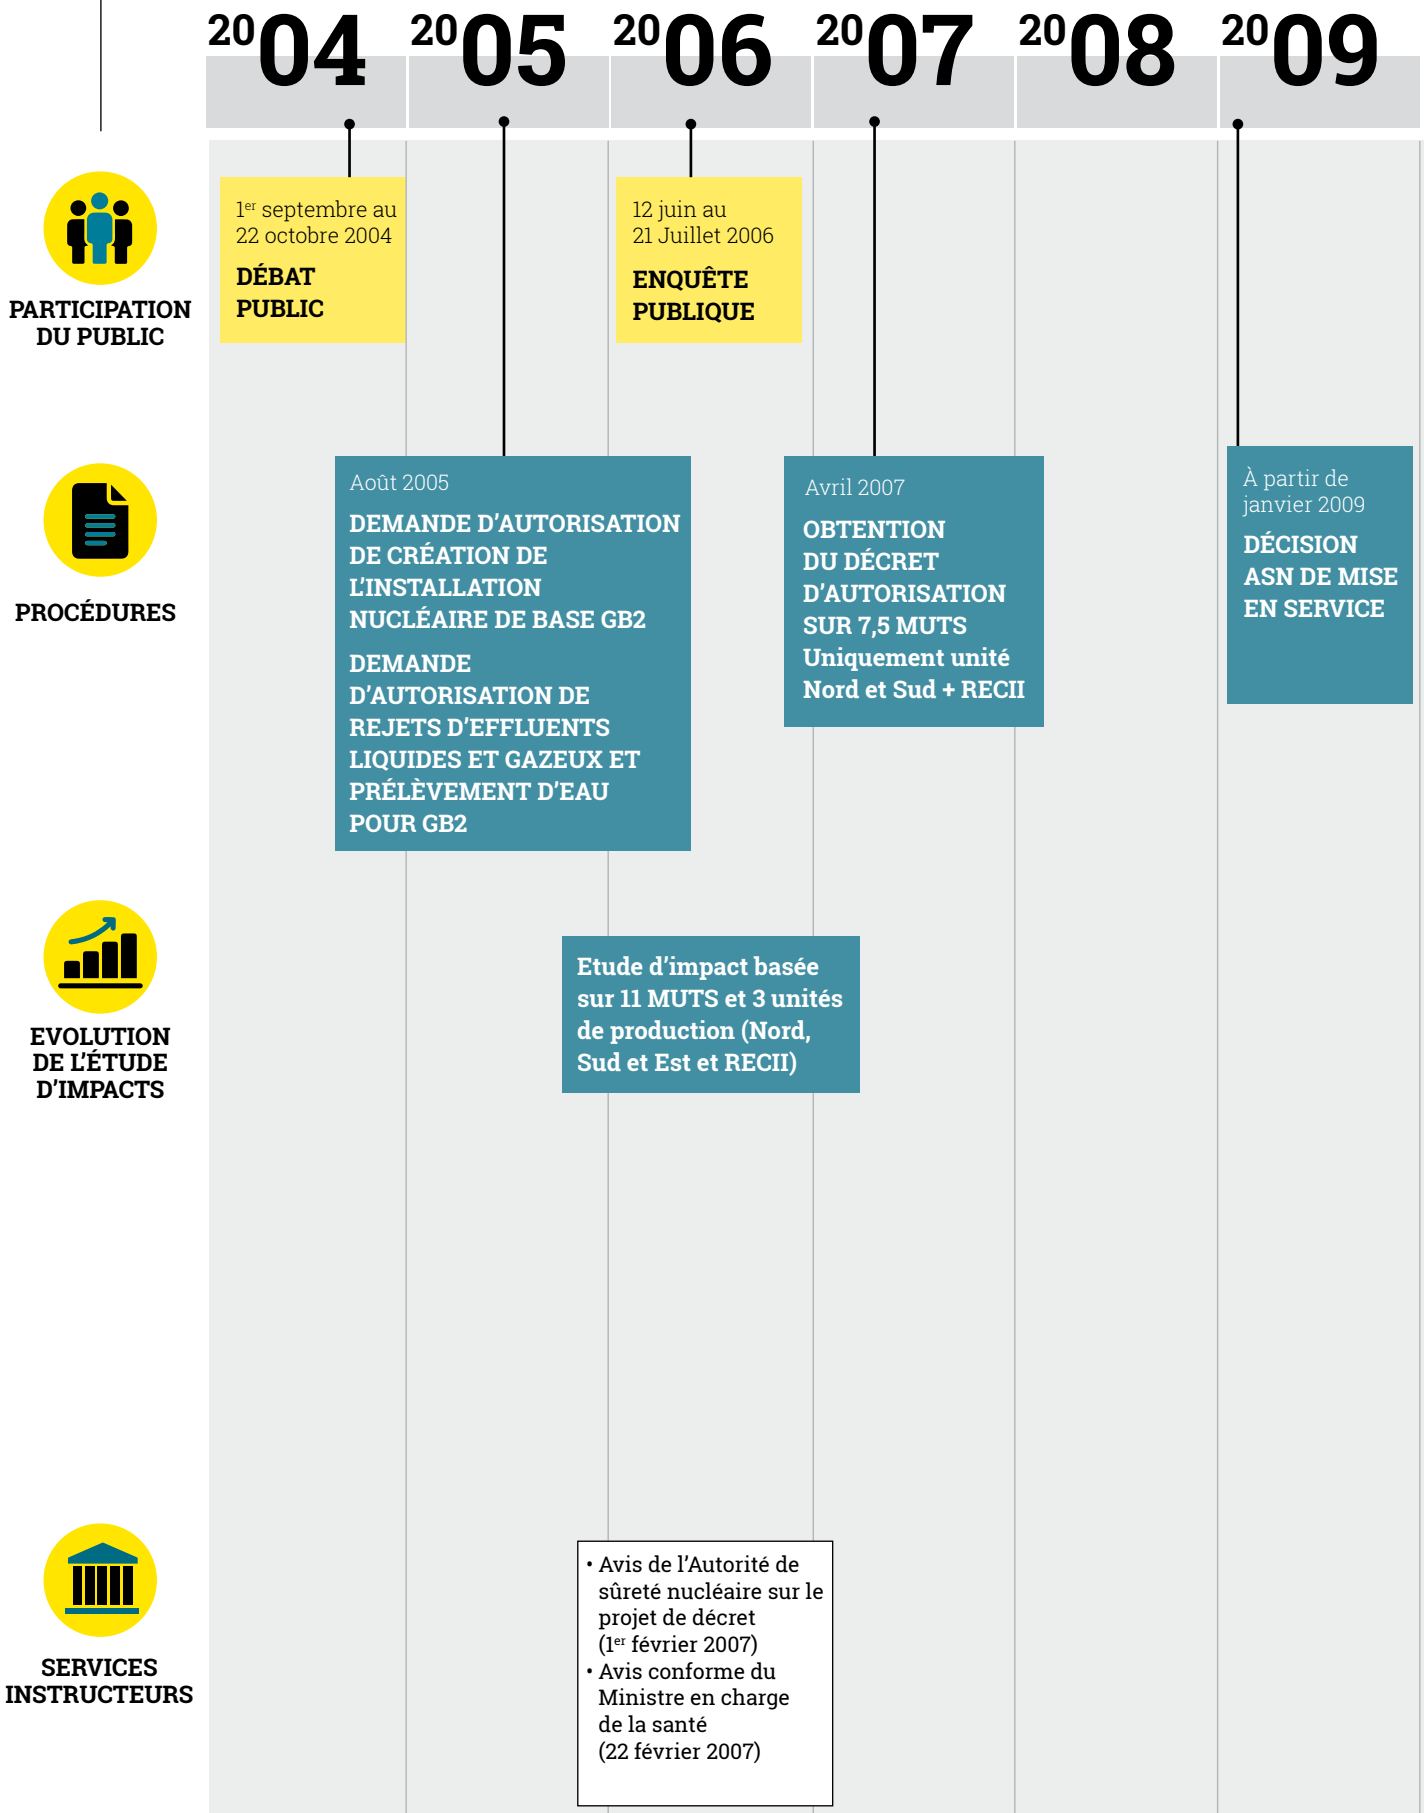 2004 2005 2006 2007 2008 2009
PARTICIPATION
DU PUBLIC
1er septembre au
22 octobre 2004
DÉBAT
PUBLIC
12 juin au
21 Juillet 2006
ENQUÊTE
PUBLIQUE
PROCÉDURES
Août 2005
DEMANDE D'AUTORISATION
DE CRÉATION DE
L'INSTALLATION
NUCLÉAIRE DE BASE GB2
DEMANDE
D'AUTORISATION DE
REJETS D'EFFLUENTS
LIQUIDES ET GAZEUX ET
PRÉLÈVEMENT D'EAU
POUR GB2
Avril 2007
OBTENTION
DU DÉCRET
D'AUTORISATION
SUR 7,5 MUTS
Uniquement unité
Nord et Sud + RECII
À partir de
janvier 2009
DÉCISION
ASN DE MISE
EN SERVICE
EVOLUTION
DE L'ÉTUDE
D'IMPACTS
Etude d'impact basée
sur 11 MUTS et 3 unités
de production (Nord,
Sud et Est et RECII)
SERVICES
INSTRUCTEURS
• Avis de l'Autorité de
sûreté nucléaire sur le
projet de décret
(1er février 2007)
• Avis conforme du
Ministre en charge
de la santé
(22 février 2007)